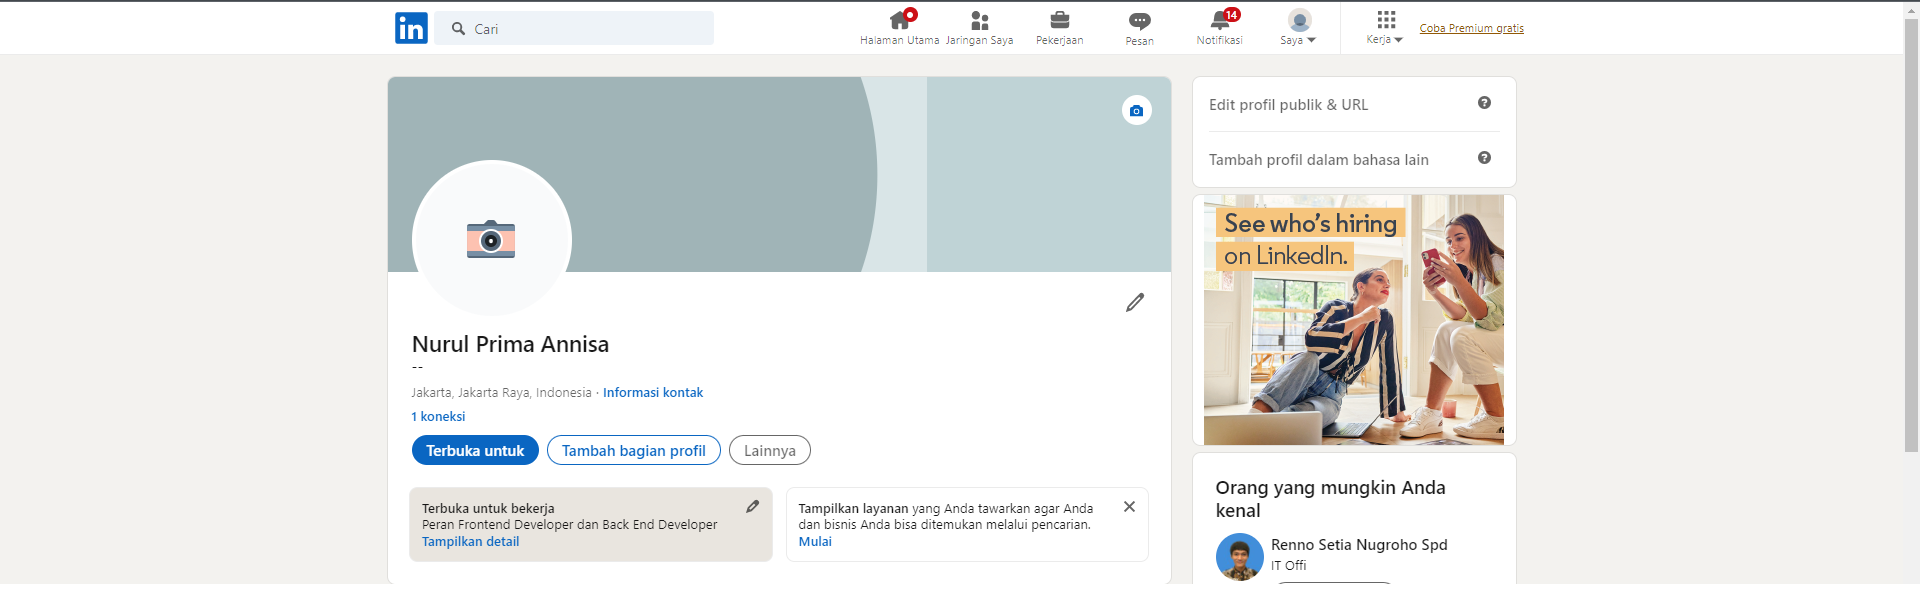 in
Cari
Halaman Utama
Jaringan Saya
Pekerjaan
Pesan
14
Notifikasi
Saya
Kerja
Coba Premium gratis
Nurul Prima Annisa
--
Jakarta, Jakarta Raya, Indonesia · Informasi kontak
1 koneksi
Terbuka untuk
Tambah bagian profil
Lainnya
Terbuka untuk bekerja
Peran Frontend Developer dan Back End Developer
Tampilkan detail
Tampilkan layanan yang Anda tawarkan agar Anda
dan bisnis Anda bisa ditemukan melalui pencarian.
Mulai
Edit profil publik & URL
Tambah profil dalam bahasa lain
See who's hiring
on LinkedIn.
Orang yang mungkin Anda
kenal
Renno Setia Nugroho Spd
IT Offi